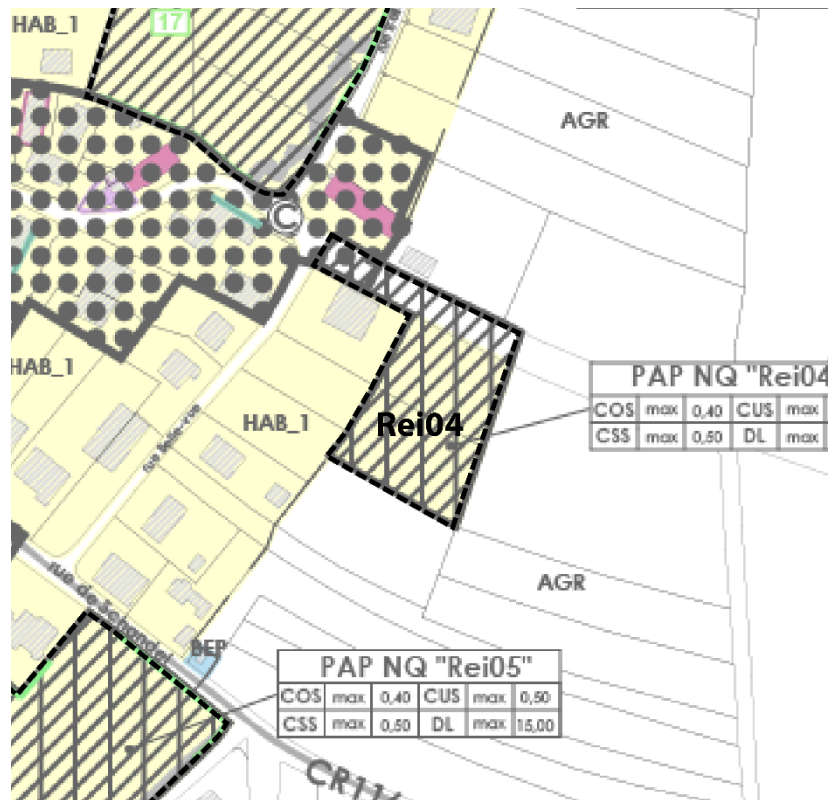 HAB_1
17
AGR
C
HAB_1
PAP NQ "Rei04
COS max 0,40 CUS max
CSS max 0,50 DL max
HAB_1
Rei04
rue Belle-vue
AGR
rue de Schandel
BEP
PAP NQ "Rei05"
COS max 0,40 CUS max 0,50
CSS max 0,50 DL max 15,00